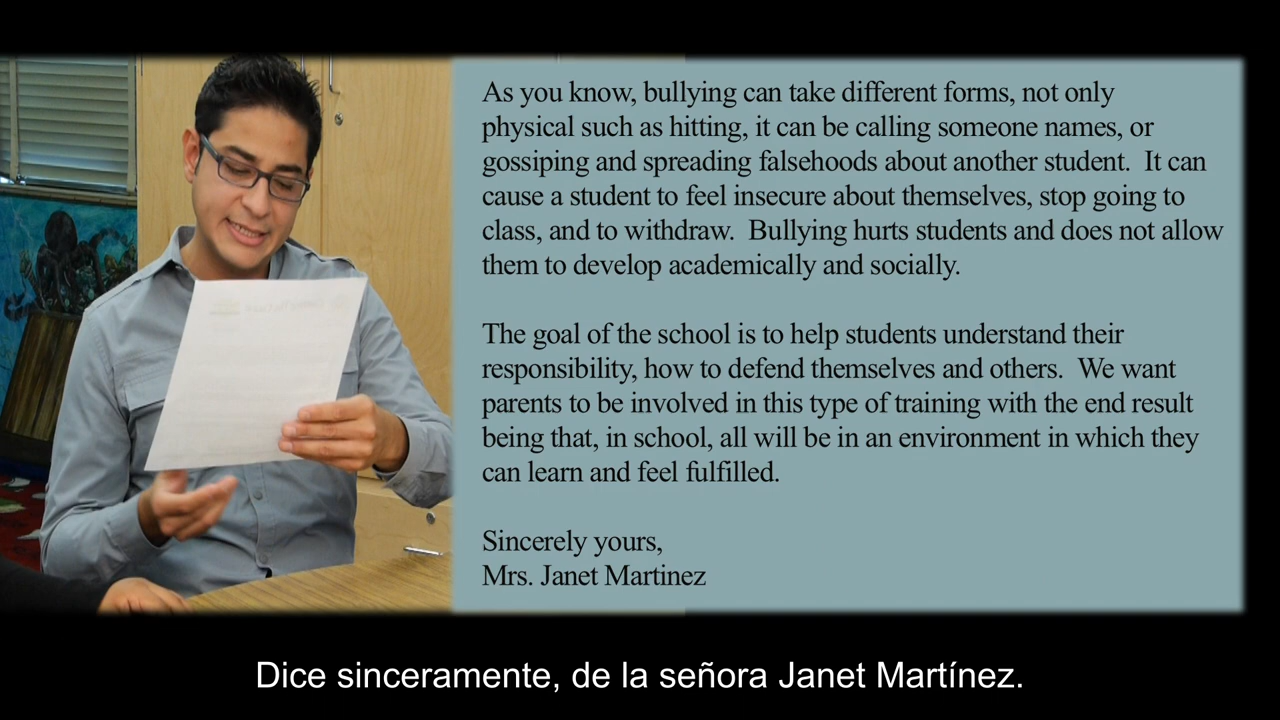 As you know, bullying can take different forms, not only
physical such as hitting, it can be calling someone names, or
gossiping and spreading falsehoods about another student.  It can
cause a student to feel insecure about themselves, stop going to
class, and to withdraw.  Bullying hurts students and does not allow
them to develop academically and socially.
The goal of the school is to help students understand their
responsibility, how to defend themselves and others.  We want
parents to be involved in this type of training with the end result
being that, in school, all will be in an environment in which they
can learn and feel fulfilled.
Sincerely yours,
Mrs. Janet Martinez
Dice sinceramente, de la señora Janet Martínez.